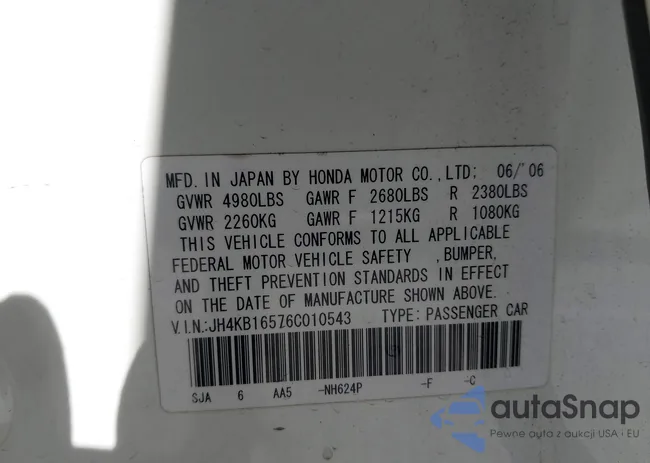 MFD. IN JAPAN BY HONDA MOTOR CO.,LTD; 06/'06
GVWR 4980LBS GAWR F 2680LBS R 2380LBS
GVWR 2260KG GAWR F 1215KG R 1080KG
THIS VEHICLE CONFORMS TO ALL APPLICABLE
FEDERAL MOTOR VEHICLE SAFETY ,BUMPER,
AND THEFT PREVENTION STANDARDS IN EFFECT
ON THE DATE OF MANUFACTURE SHOWN ABOVE.
V.I.N.:JH4KB16576C010543 TYPE: PASSENGER CAR
SJA 6 AA5 -NH624P -F -C
autaSnap
Pewne auta z aukcji USA · EU